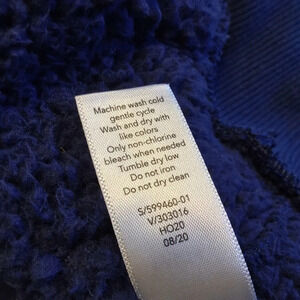 Machine wash cold
gentle cycle
Wash and dry with
like colors
Only non-chlorine
bleach when needed
Tumble dry low
Do not iron
Do not dry clean
S/599460-01
V/303016
HO20
08/20